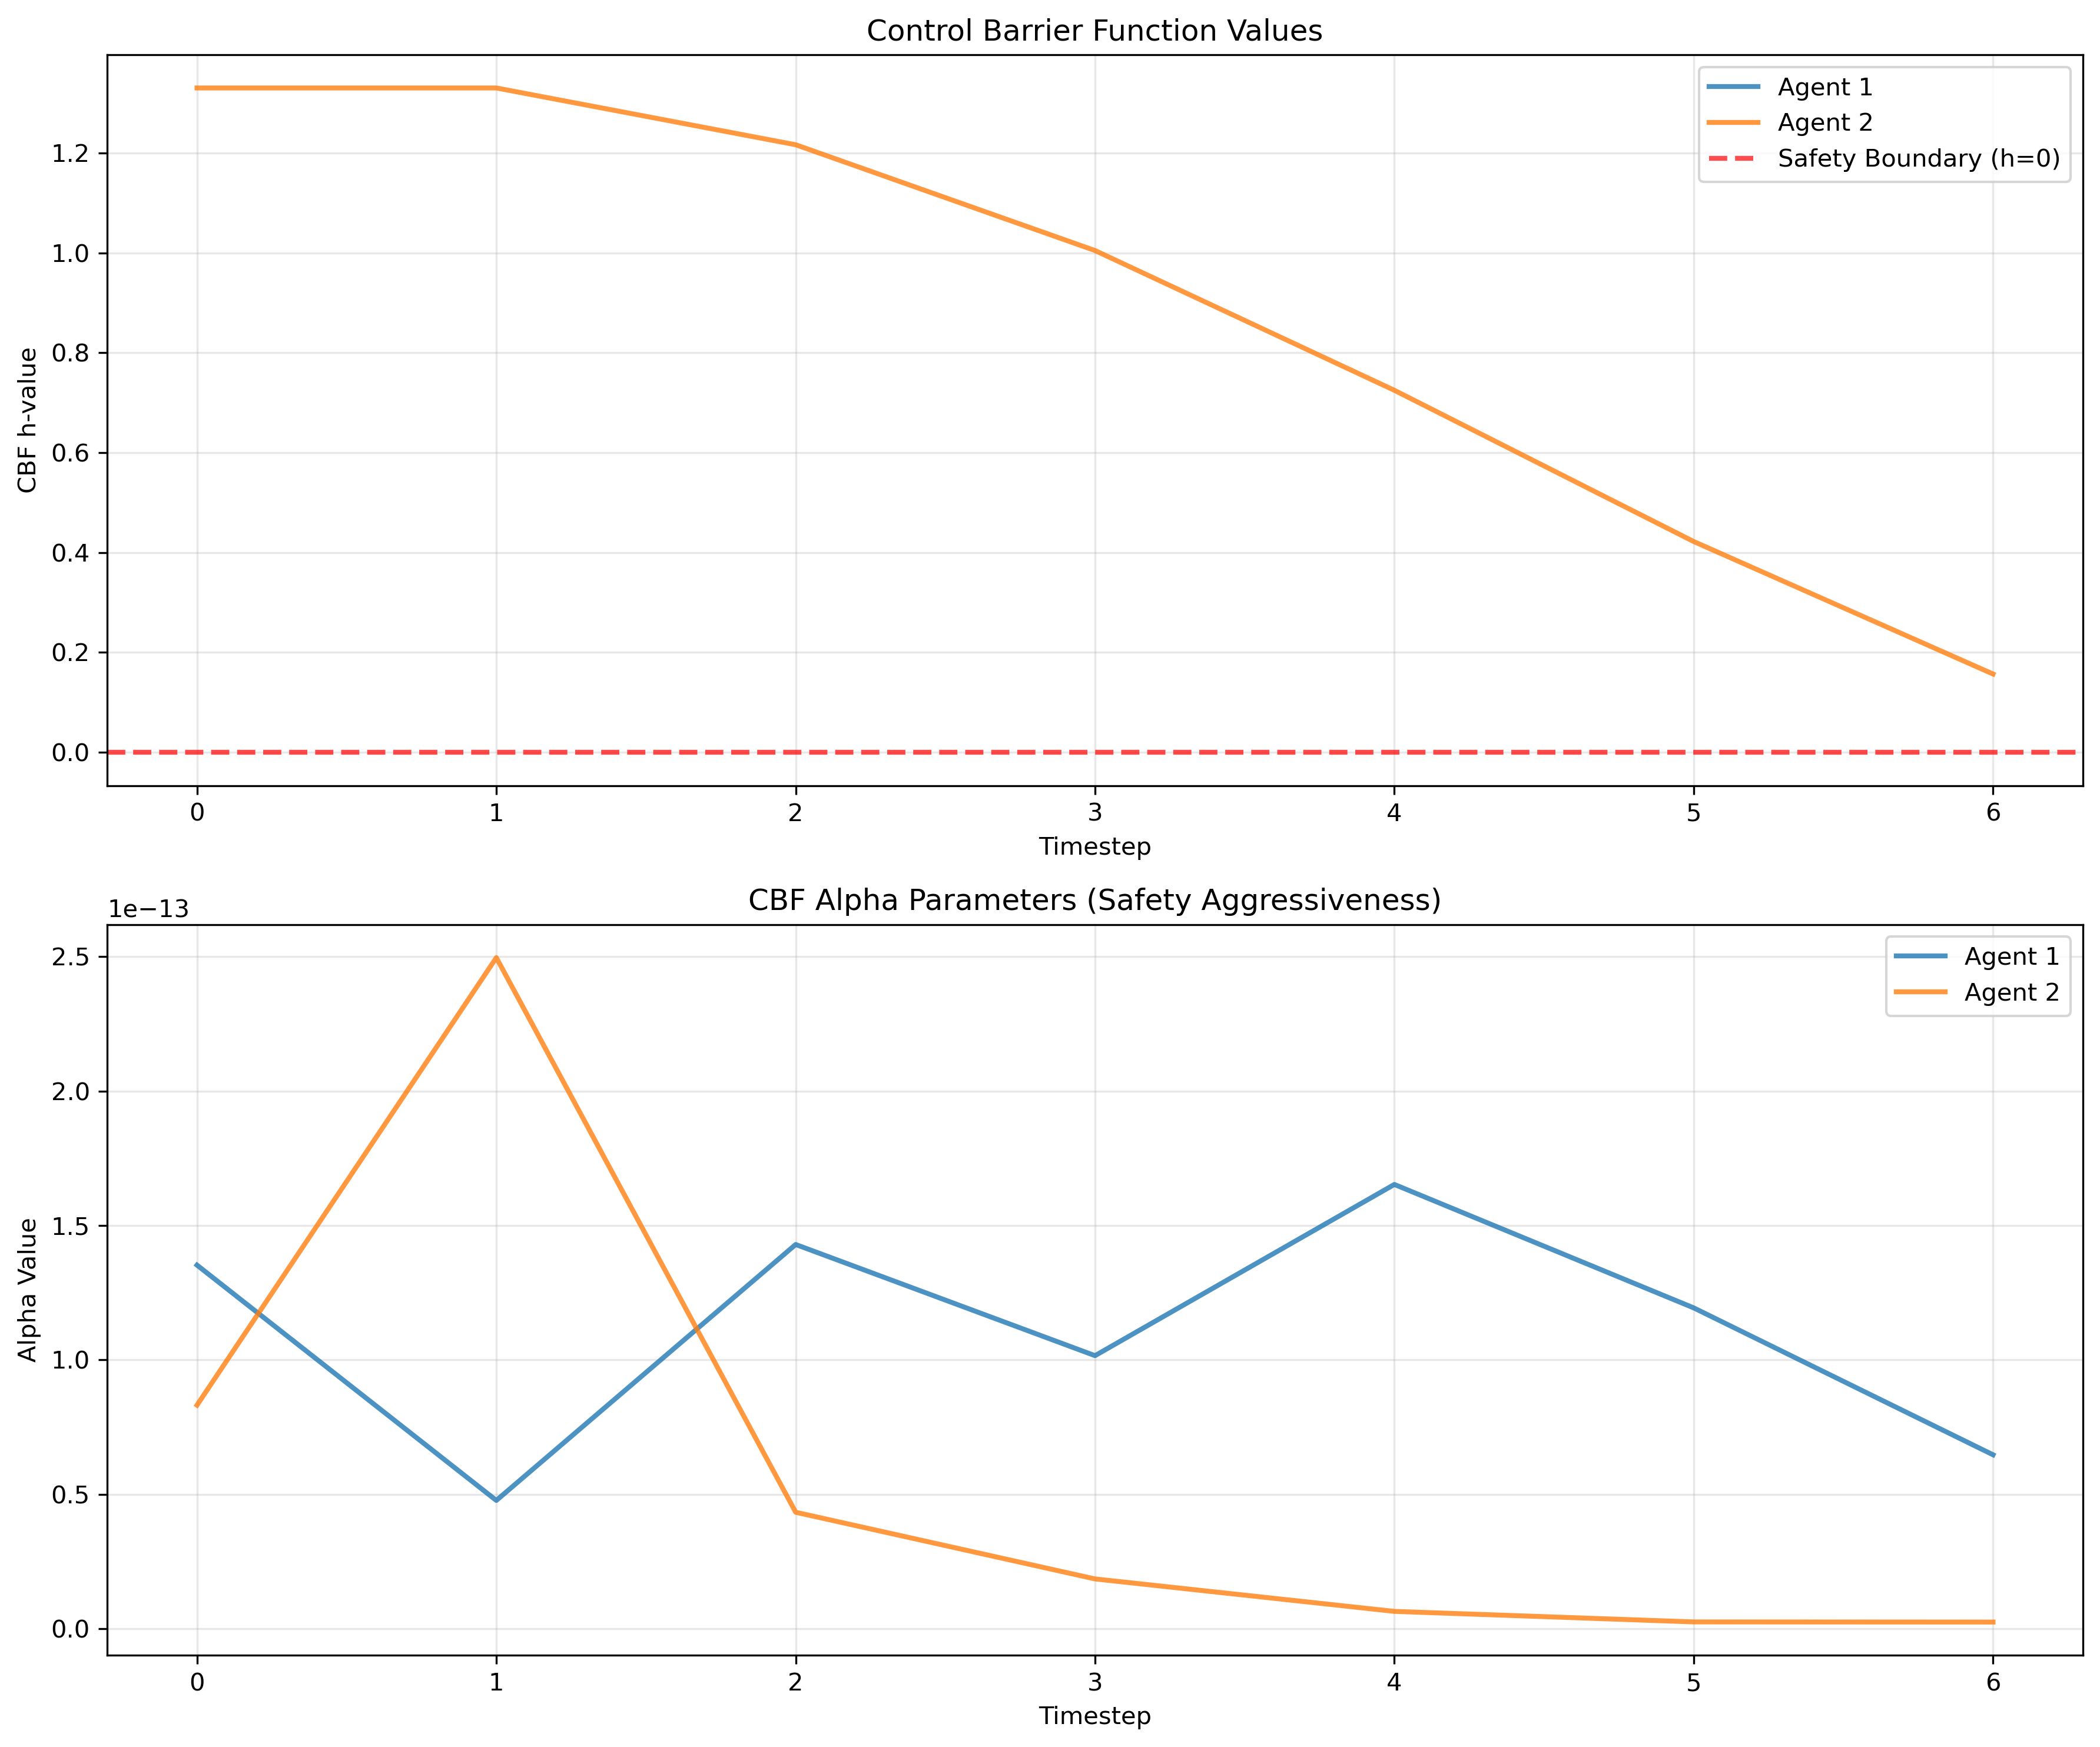 Control Barrier Function Values
Agent 1
Agent 2
Safety Boundary (h=0)
CBF h-value
1.2
1.0
0.8
0.6
0.4
0.2
0.0
0 1 2 3 4 5 6
Timestep
CBF Alpha Parameters (Safety Aggressiveness)
1e−13
Agent 1
Agent 2
Alpha Value
2.5
2.0
1.5
1.0
0.5
0.0
0 1 2 3 4 5 6
Timestep